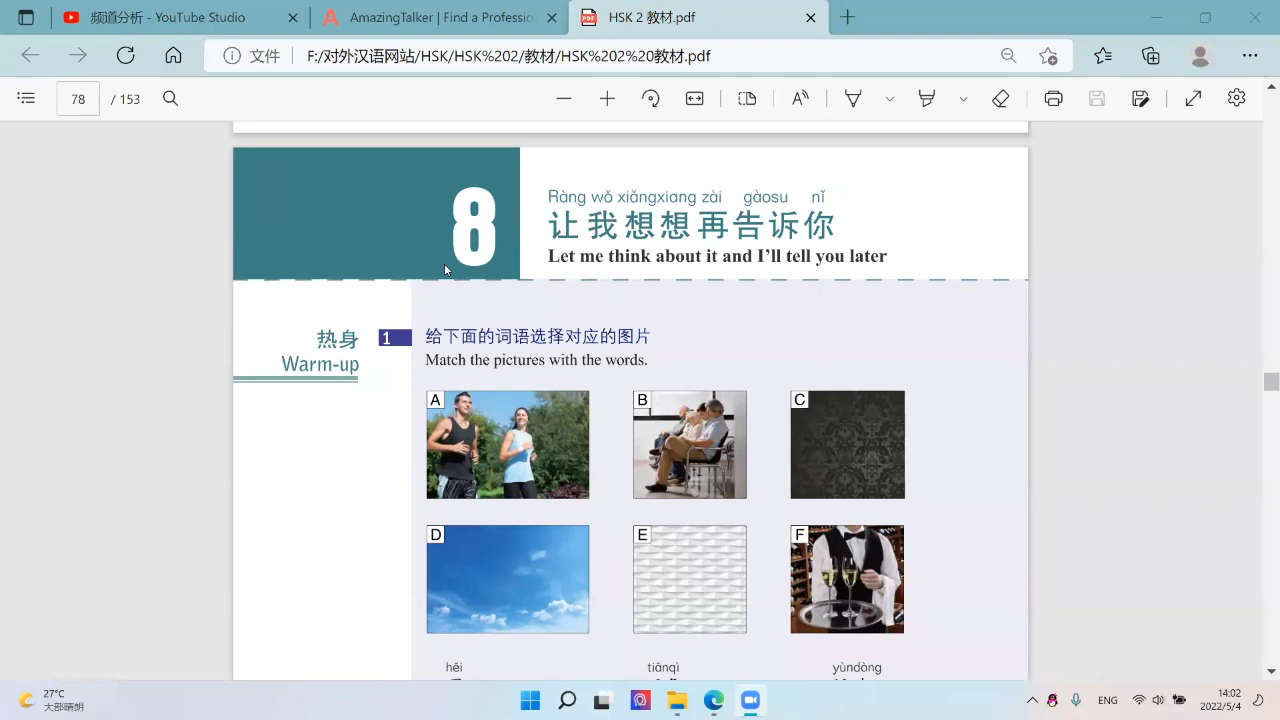 频道分析 - YouTube Studio
AmazingTalker | Find a Professio
HSK 2 教材.pdf
文件
F:/对外汉语网站/HSK/HSK%202/教材/HSK%202%20教材.pdf
78 / 153
8
Ràng wǒ xiǎngxiang zài gàosu nǐ
让我想想再告诉你
Let me think about it and I'll tell you later
热身
Warm-up
1
给下面的词语选择对应的图片
Match the pictures with the words.
A
B
C
D
E
F
hēi
tiānqì
yùndòng
27°C
大部晴朗
ENG
14:02
2022/5/4